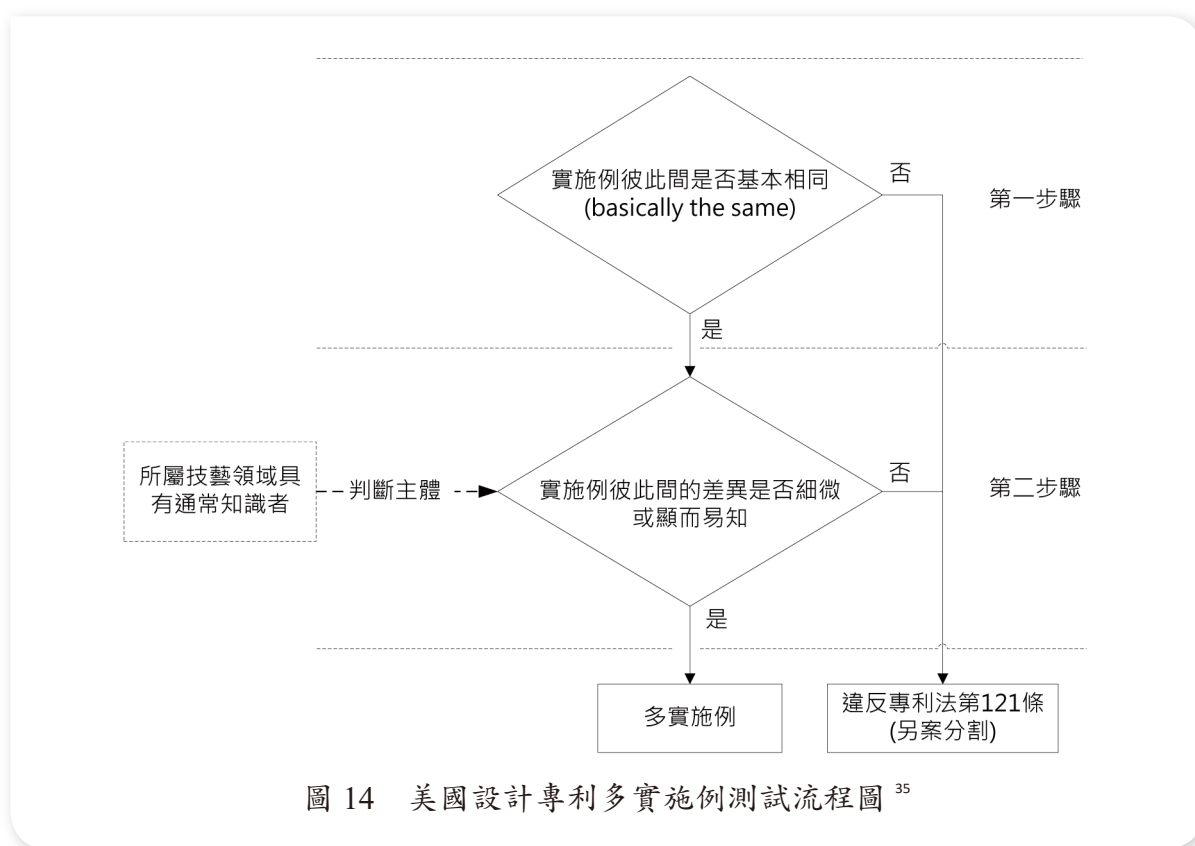 實施例彼此間是否基本相同
(basically the same)
否
第一步驟
是
所屬技藝領域具
有通常知識者
判斷主體
實施例彼此間的差異是否細微
或顯而易知
否
第二步驟
是
多實施例
違反專利法第121條
(另案分割)
圖 14 美國設計專利多實施例測試流程圖 35